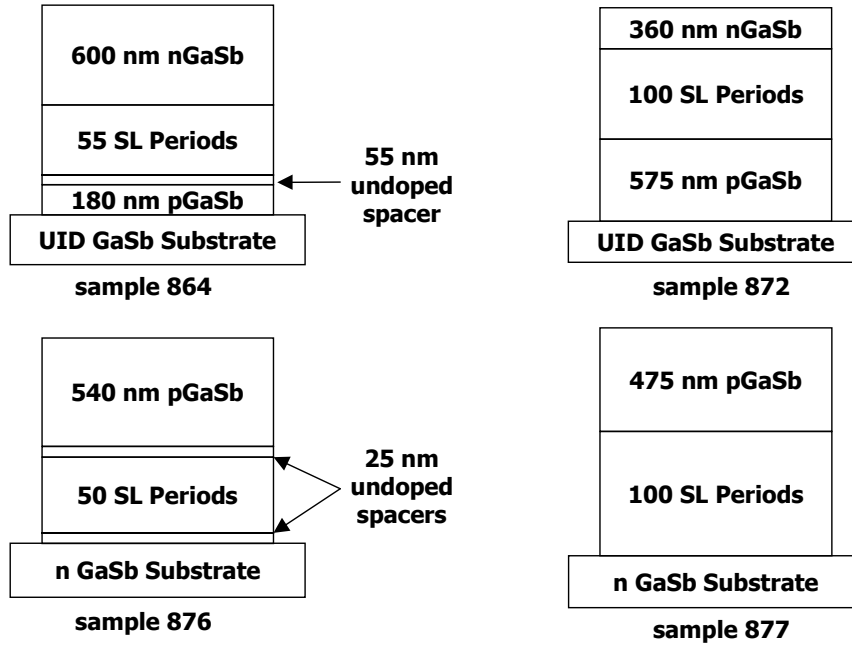 600 nm nGaSb
55 SL Periods
180 nm pGaSb
UID GaSb Substrate
sample 864
55 nm
undoped
spacer
360 nm nGaSb
100 SL Periods
575 nm pGaSb
UID GaSb Substrate
sample 872
540 nm pGaSb
50 SL Periods
n GaSb Substrate
sample 876
25 nm
undoped
spacers
475 nm pGaSb
100 SL Periods
n GaSb Substrate
sample 877